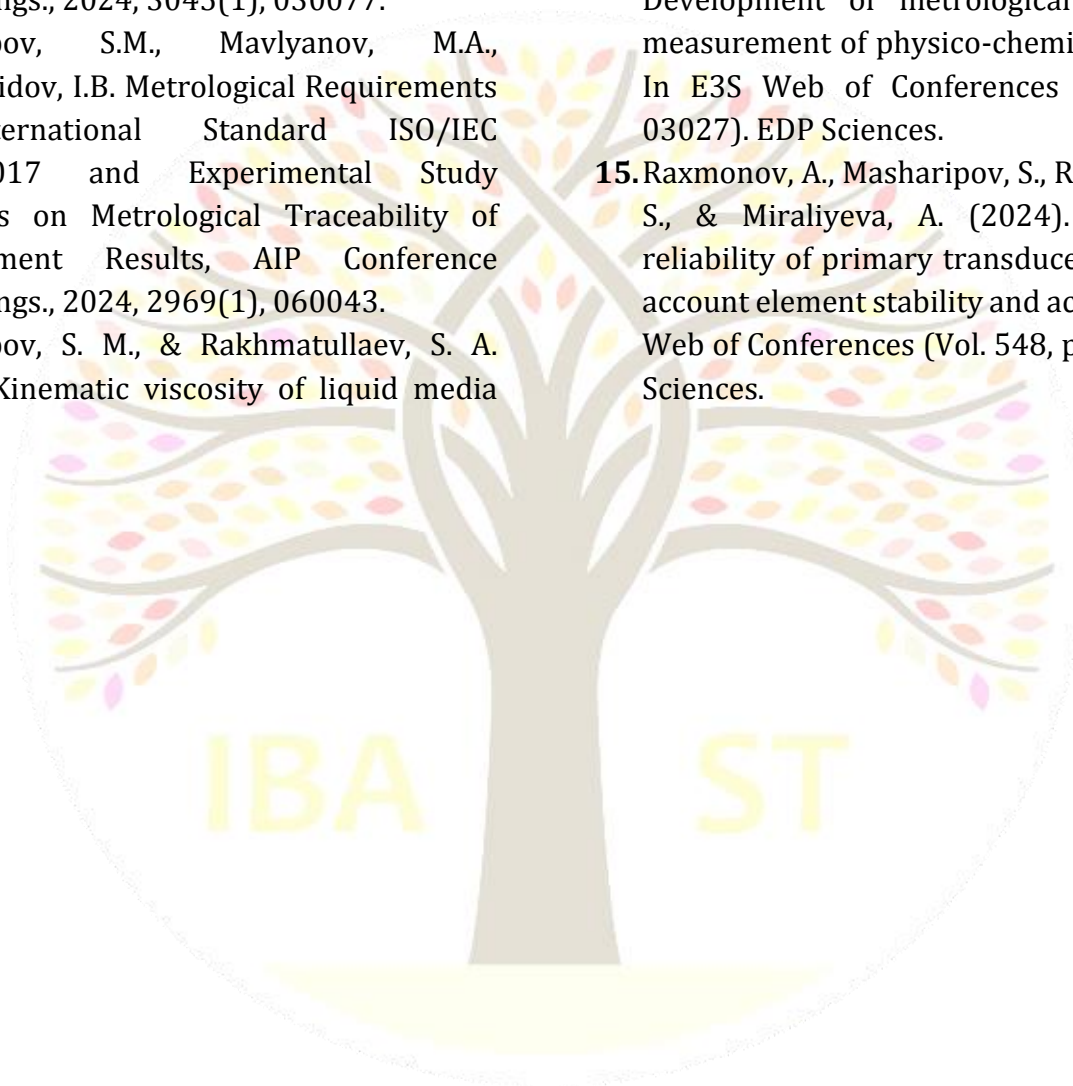 ngs., 2024, 3045(1), 030077.
ov, S.M., Mavlyanov, M.A.,
idov, I.B. Metrological Requirements
ternational Standard ISO/IEC
017 and Experimental Study
s on Metrological Traceability of
ment Results, AIP Conference
ngs., 2024, 2969(1), 060043.
ov, S. M., & Rakhmatullaev, S. A.
Kinematic viscosity of liquid media
Development of metrological
measurement of physico-chemi
In E3S Web of Conferences
03027). EDP Sciences.
15. Raxmonov, A., Masharipov, S., R
S., & Miraliyeva, A. (2024).
reliability of primary transduce
account element stability and ac
Web of Conferences (Vol. 548, p
Sciences.
IBA ST